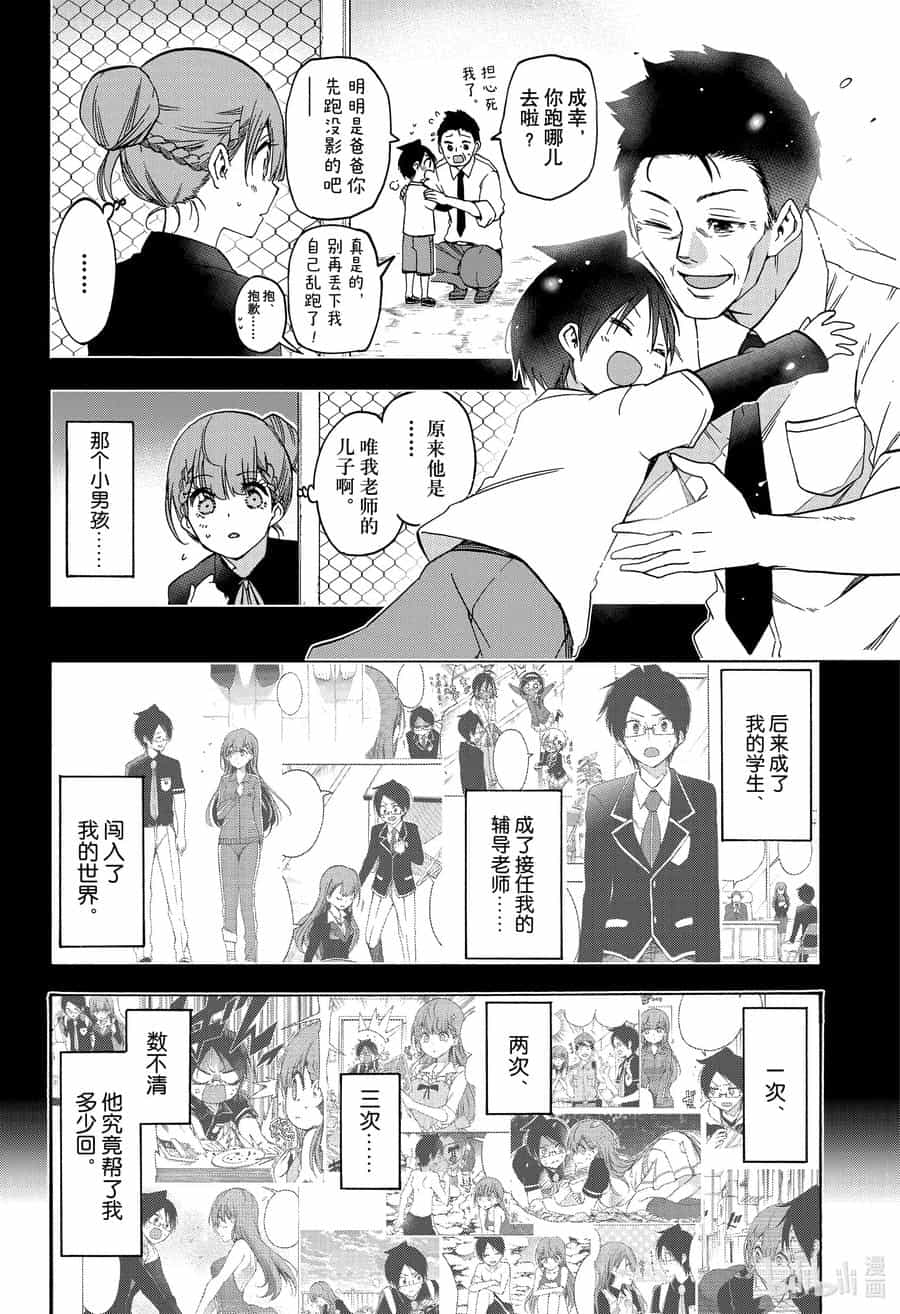 成幸，
你跑哪儿
去啦？
担心死
我了。
明明是爸爸你
先跑没影的吧
——
真是的，
别再丢下我
自己乱跑了！
抱、
抱歉……
……
原来他是
……
唯我老师的
儿子啊。
那个小男孩
……
后来成了
我的学生、
成了接任我的
辅导老师……
闯入了
我的世界。
一次、
两次、
三次……
数不清
他究竟帮了我
多少回。
bilibili
漫画